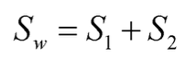 S_w = S_1 + S_2